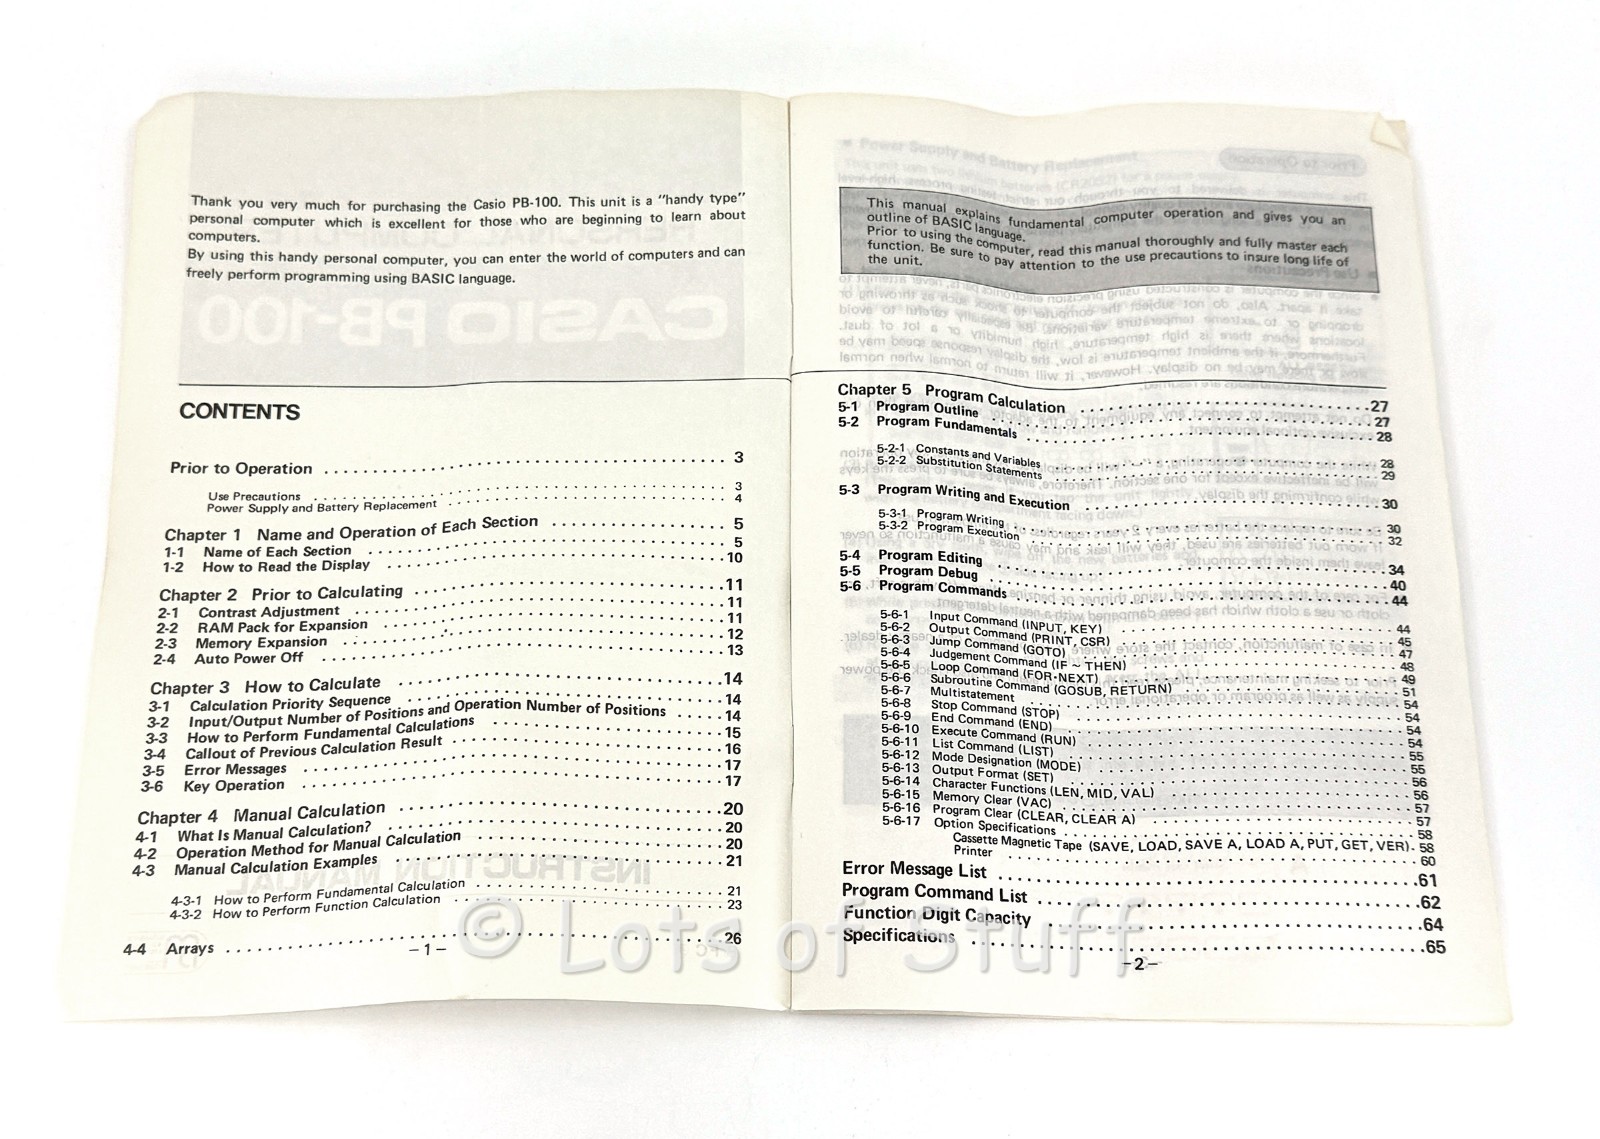 Thank you very much for purchasing the Casio PB-100. This unit is a "handy type"
personal computer which is excellent for those who are beginning to learn about
computers.
By using this handy personal computer, you can enter the world of computers and can
freely perform programming using BASIC language.
CONTENTS
Prior to Operation 3
Use Precautions 3
Power Supply and Battery Replacement 4
Chapter 1 Name and Operation of Each Section 5
1-1 Name of Each Section 5
1-2 How to Read the Display 10
Chapter 2 Prior to Calculating 11
2-1 Contrast Adjustment 11
2-2 RAM Pack for Expansion 11
2-3 Memory Expansion 12
2-4 Auto Power Off 13
Chapter 3 How to Calculate 14
3-1 Calculation Priority Sequence 14
3-2 Input/Output Number of Positions and Operation Number of Positions 14
3-3 How to Perform Fundamental Calculations 15
3-4 Callout of Previous Calculation Result 16
3-5 Error Messages 17
3-6 Key Operation 17
Chapter 4 Manual Calculation 20
4-1 What Is Manual Calculation? 20
4-2 Operation Method for Manual Calculation 20
4-3 Manual Calculation Examples 21
4-3-1 How to Perform Fundamental Calculation 21
4-3-2 How to Perform Function Calculation 23
4-4 Arrays 26
– 1 –
This manual explains fundamental computer operation and gives you an
outline of BASIC language.
Prior to using the computer, read this manual thoroughly and fully master each
function. Be sure to pay attention to the use precautions to insure long life of
the unit.
Chapter 5 Program Calculation 27
5-1 Program Outline 27
5-2 Program Fundamentals 28
5-2-1 Constants and Variables 28
5-2-2 Substitution Statements 29
5-3 Program Writing and Execution 30
5-3-1 Program Writing 30
5-3-2 Program Execution 32
5-4 Program Editing 34
5-5 Program Debug 40
5-6 Program Commands 44
5-6-1 Input Command (INPUT, KEY) 44
5-6-2 Output Command (PRINT, CSR) 45
5-6-3 Jump Command (GOTO) 47
5-6-4 Judgement Command (IF ~ THEN) 48
5-6-5 Loop Command (FOR·NEXT) 49
5-6-6 Subroutine Command (GOSUB, RETURN) 51
5-6-7 Multistatement 54
5-6-8 Stop Command (STOP) 54
5-6-9 End Command (END) 54
5-6-10 Execute Command (RUN) 54
5-6-11 List Command (LIST) 55
5-6-12 Mode Designation (MODE) 55
5-6-13 Output Format (SET) 56
5-6-14 Character Functions (LEN, MID, VAL) 56
5-6-15 Memory Clear (VAC) 57
5-6-16 Program Clear (CLEAR, CLEAR A) 57
5-6-17 Option Specifications 58
Cassette Magnetic Tape (SAVE, LOAD, SAVE A, LOAD A, PUT, GET, VER) 58
Printer 60
Error Message List 61
Program Command List 62
Function Digit Capacity 64
Specifications 65
– 2 –
© Lots of Stuff